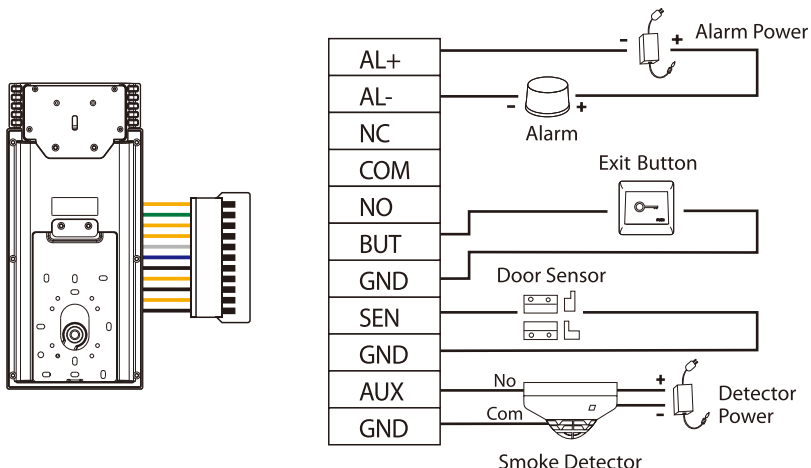 AL+
AL-
NC
COM
NO
BUT
GND
SEN
GND
AUX
GND
- + Alarm Power
- +
Alarm
Exit Button
Door Sensor
No
Com
+
-
Detector
Power
Smoke Detector